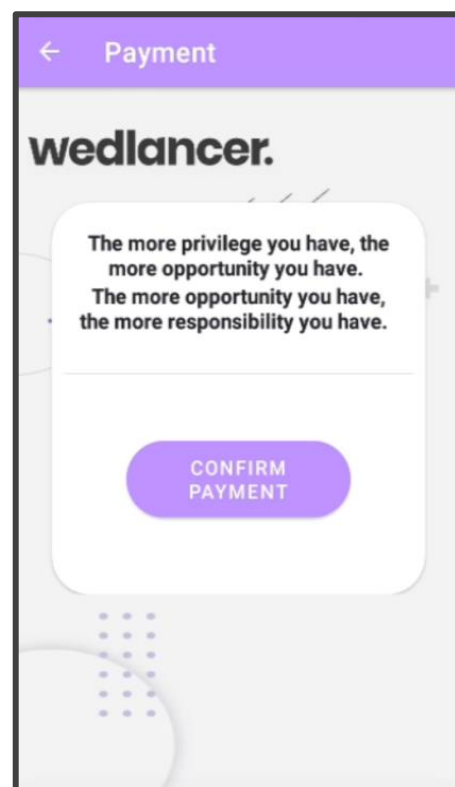 Payment
wedlancer.
The more privilege you have, the
more opportunity you have.
The more opportunity you have,
the more responsibility you have.
CONFIRM
PAYMENT